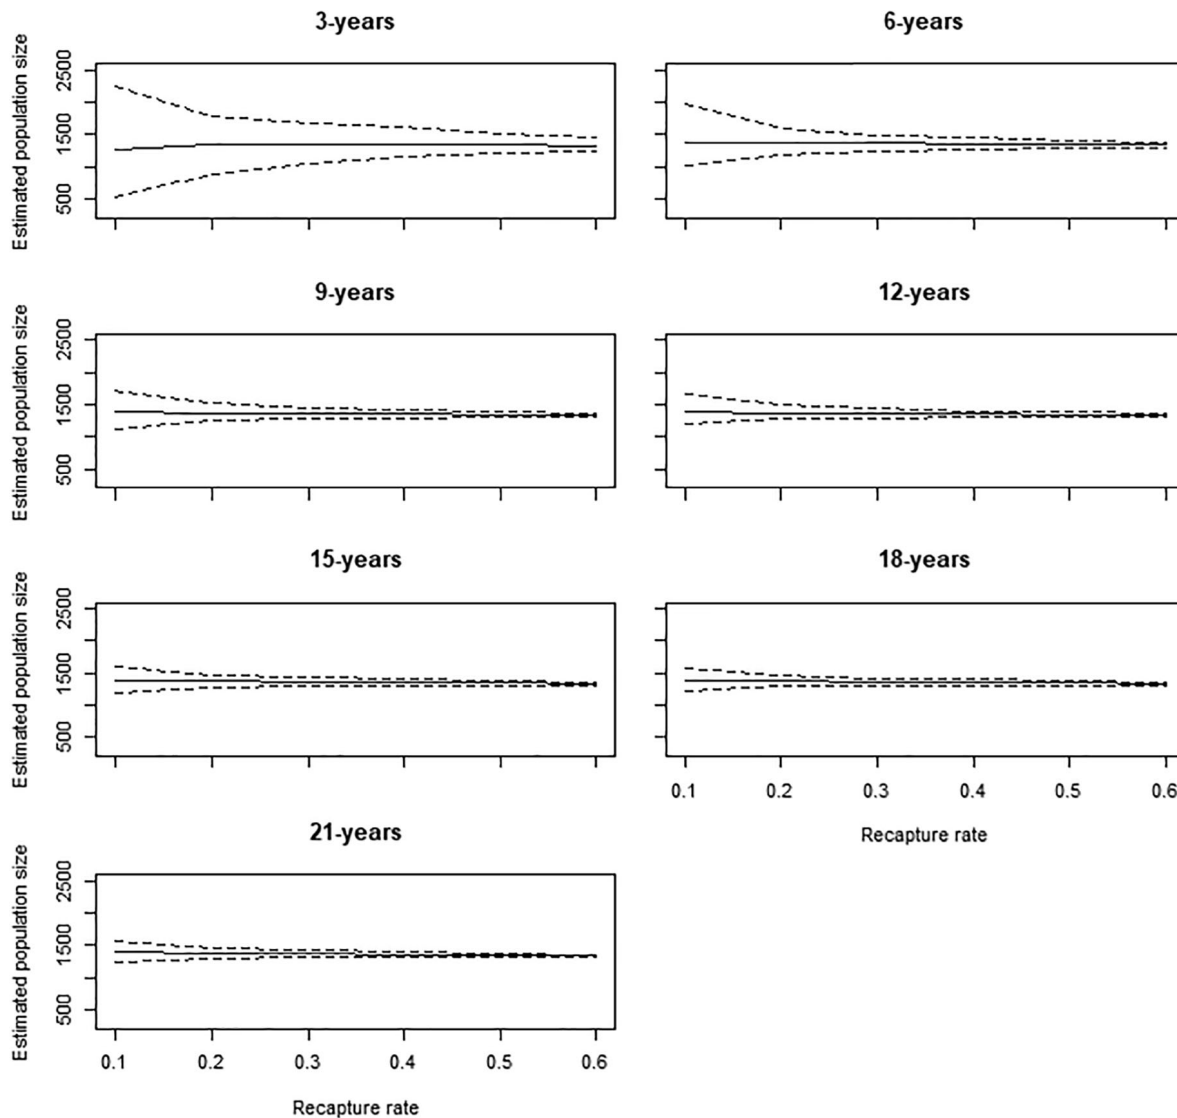 3-years
6-years
Estimated population size
500 1500 2500
9-years
12-years
Estimated population size
500 1500 2500
15-years
18-years
Estimated population size
500 1500 2500
0.1 0.2 0.3 0.4 0.5 0.6
Recapture rate
21-years
Estimated population size
500 1500 2500
0.1 0.2 0.3 0.4 0.5 0.6
Recapture rate